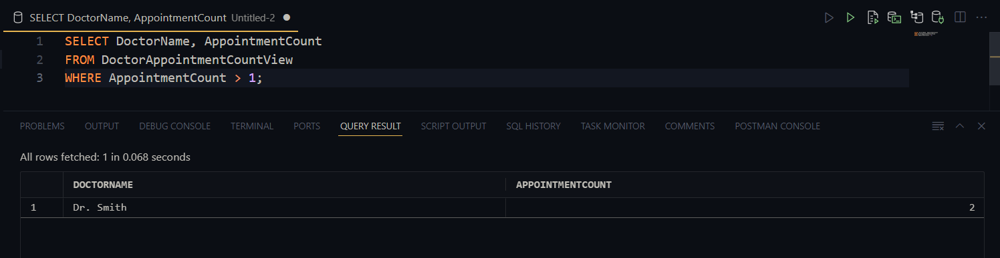 SELECT DoctorName, AppointmentCount Untitled-2
1 SELECT DoctorName, AppointmentCount
2 FROM DoctorAppointmentCountView
3 WHERE AppointmentCount > 1;
PROBLEMS OUTPUT DEBUG CONSOLE TERMINAL PORTS QUERY RESULT SCRIPT OUTPUT SQL HISTORY TASK MONITOR COMMENTS POSTMAN CONSOLE
All rows fetched: 1 in 0.068 seconds
DOCTORNAME APPOINTMENTCOUNT
1 Dr. Smith 2